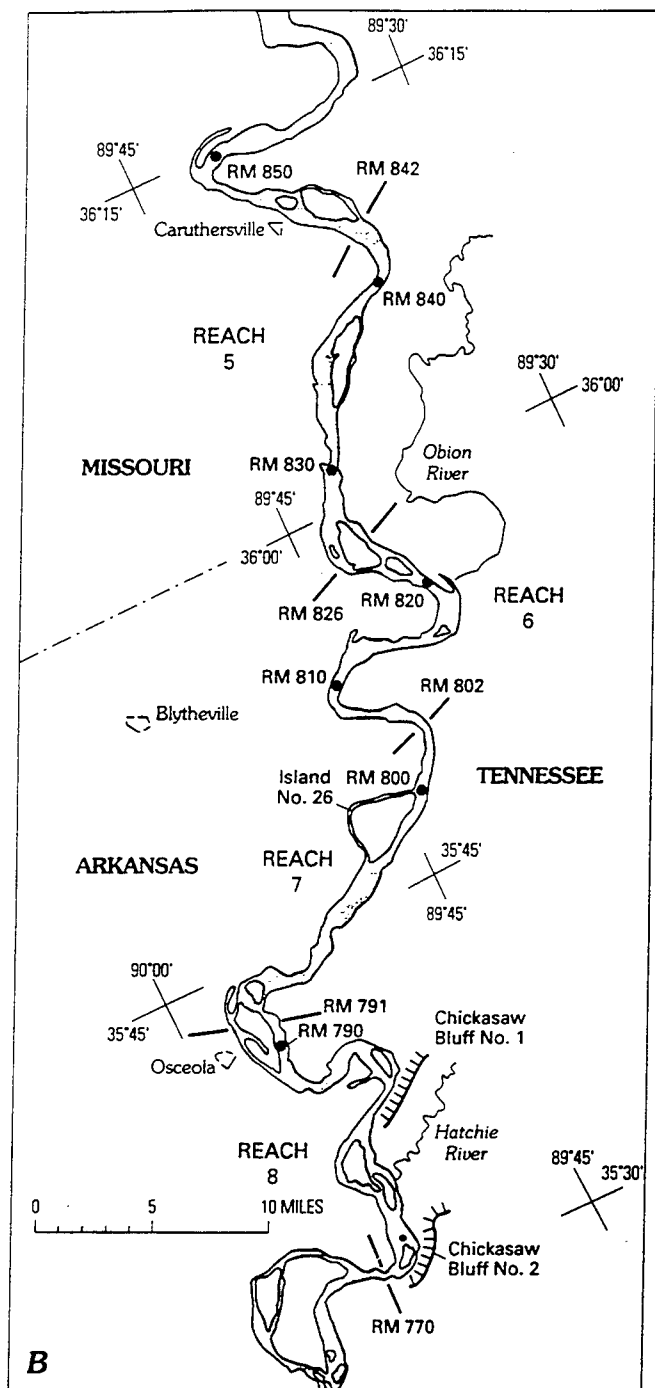 89°30'
36°15'
89°45'
36°15'
RM 850
RM 842
Caruthersville
RM 840
REACH
5
89°30'
36°00'
Obion
River
MISSOURI
RM 830
89°45'
36°00'
RM 826
RM 820
REACH
6
RM 810
RM 802
Blytheville
Island
No. 26
RM 800
TENNESSEE
ARKANSAS
REACH
7
35°45'
89°45'
90°00'
35°45'
RM 791
RM 790
Osceola
Chickasaw
Bluff No. 1
Hatchie
River
REACH
8
89°45'
35°30'
0 5 10 MILES
Chickasaw
Bluff No. 2
RM 770
B